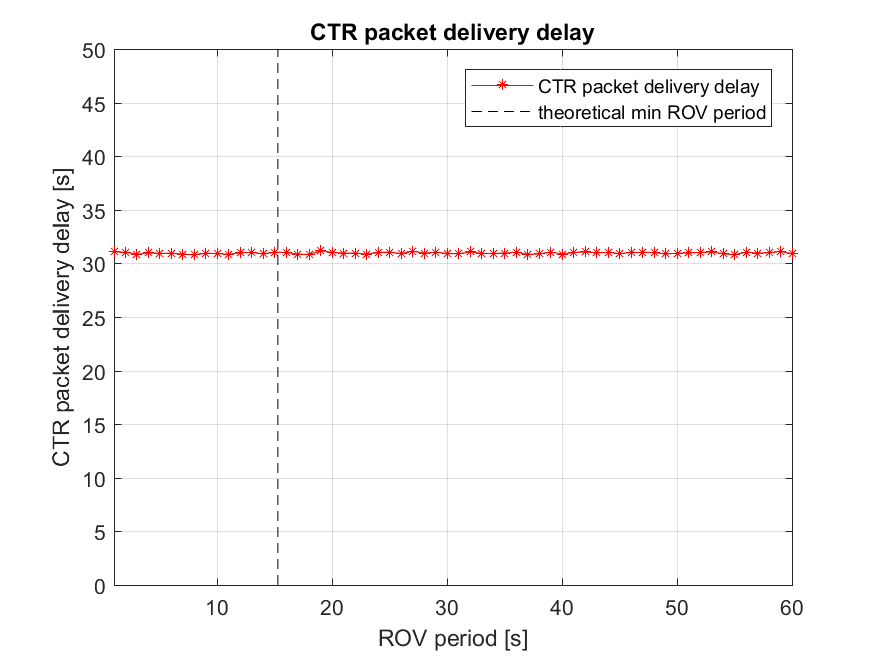 CTR packet delivery delay
50
45
40
35
30
25
20
15
10
5
0
CTR packet delivery delay [s]
CTR packet delivery delay
theoretical min ROV period
10 20 30 40 50 60
ROV period [s]